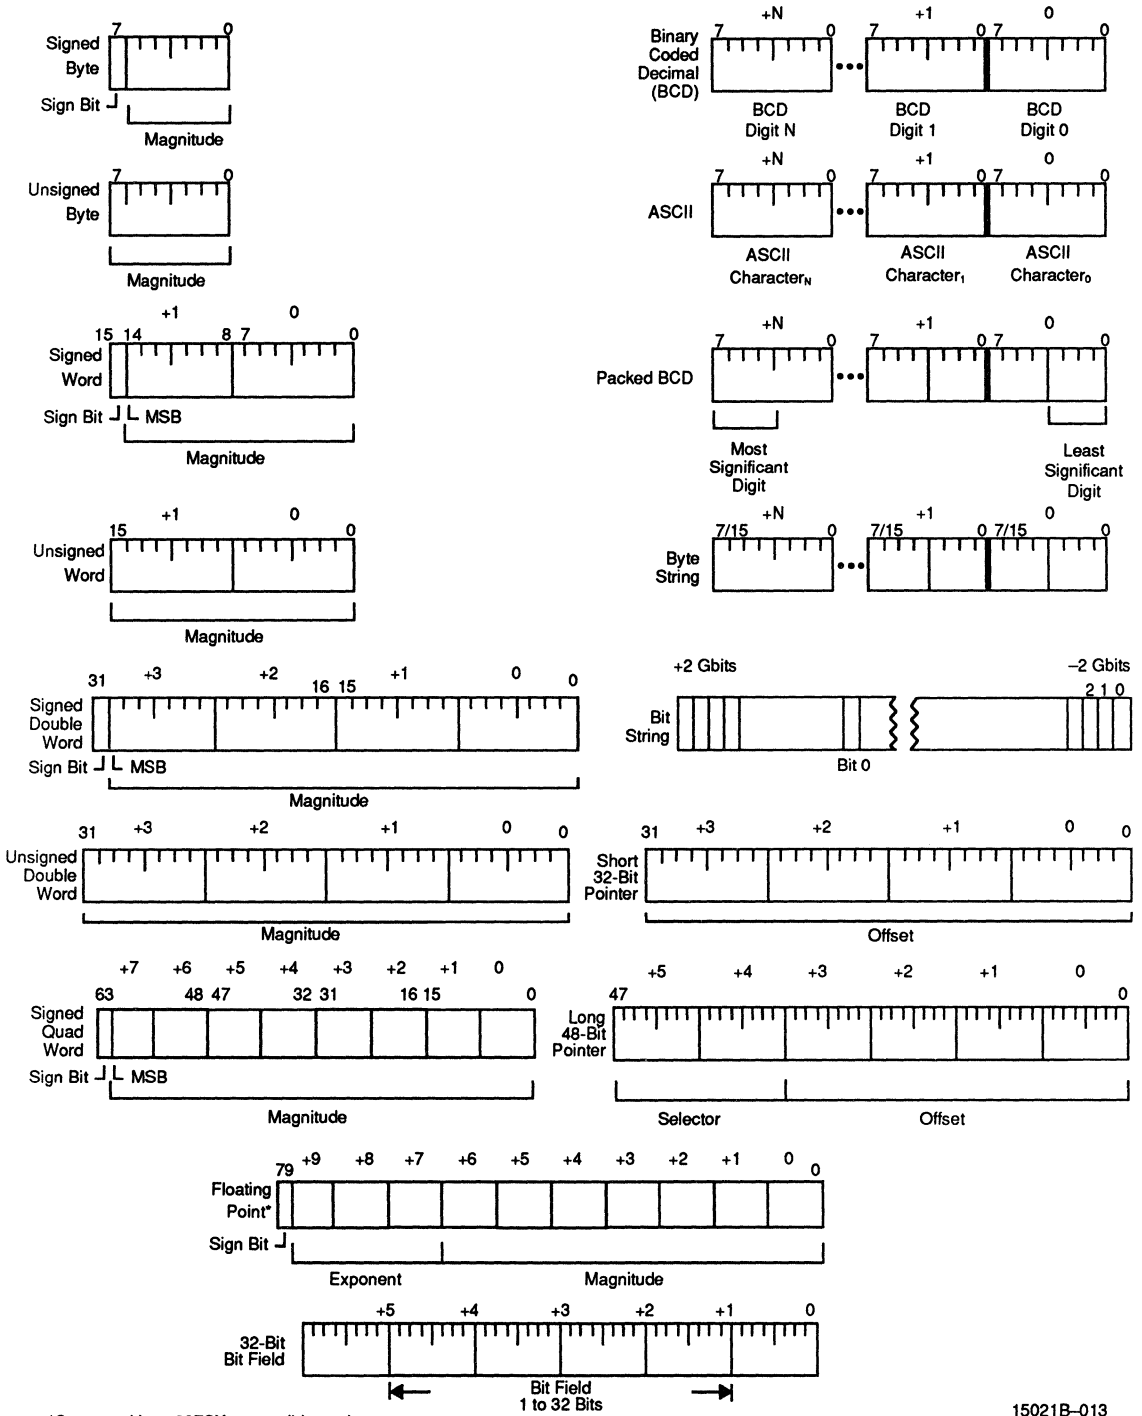 7 0
Signed
Byte
Sign Bit
Magnitude
7 0
Unsigned
Byte
Magnitude
+1 0
15 14 8 7 0
Signed
Word
Sign Bit MSB
Magnitude
+1 0
15 0
Unsigned
Word
Magnitude
31 +3 +2 16 15 +1 0 0
Signed
Double
Word
Sign Bit MSB
Magnitude
31 +3 +2 +1 0 0
Unsigned
Double
Word
Magnitude
+7 +6 +5 +4 +3 +2 +1 0
63 48 47 32 31 16 15 0
Signed
Quad
Word
Sign Bit MSB
Magnitude
+N +1 0
7 0 7 0 7 0
Binary
Coded
Decimal
(BCD)
BCD BCD BCD
Digit N Digit 1 Digit 0
+N +1 0
7 0 7 0 7 0
ASCII
ASCII ASCII ASCII
CharacterN Character1 Character0
+N +1 0
7 0 7 0 7 0
Packed BCD
Most
Significant
Digit
Least
Significant
Digit
+N +1 0
7/15 0 7/15 0 7/15 0
Byte
String
+2 Gbits –2 Gbits
2 1 0
Bit
String
Bit 0
31 +3 +2 +1 0 0
Short
32-Bit
Pointer
Offset
+5 +4 +3 +2 +1 0
47 0
Long
48-Bit
Pointer
Selector Offset
+9 +8 +7 +6 +5 +4 +3 +2 +1 0
79 0
Floating
Point*
Sign Bit
Exponent Magnitude
+5 +4 +3 +2 +1 0
32-Bit
Bit Field
Bit Field
1 to 32 Bits
15021B–013